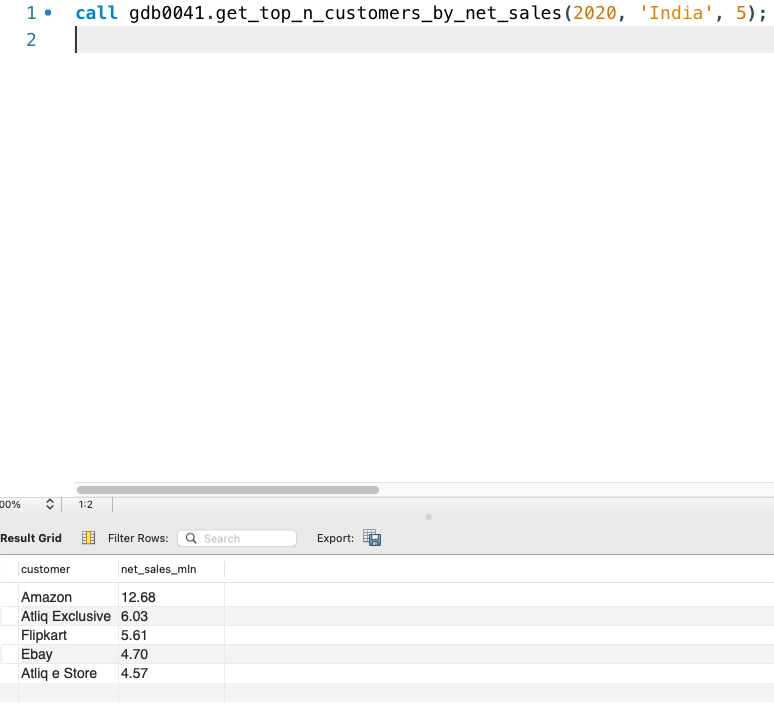 1 call gdb0041.get_top_n_customers_by_net_sales(2020, 'India', 5);
2
00% 1:2
Result Grid Filter Rows: Search Export:
customer net_sales_mln
Amazon 12.68
Atliq Exclusive 6.03
Flipkart 5.61
Ebay 4.70
Atliq e Store 4.57